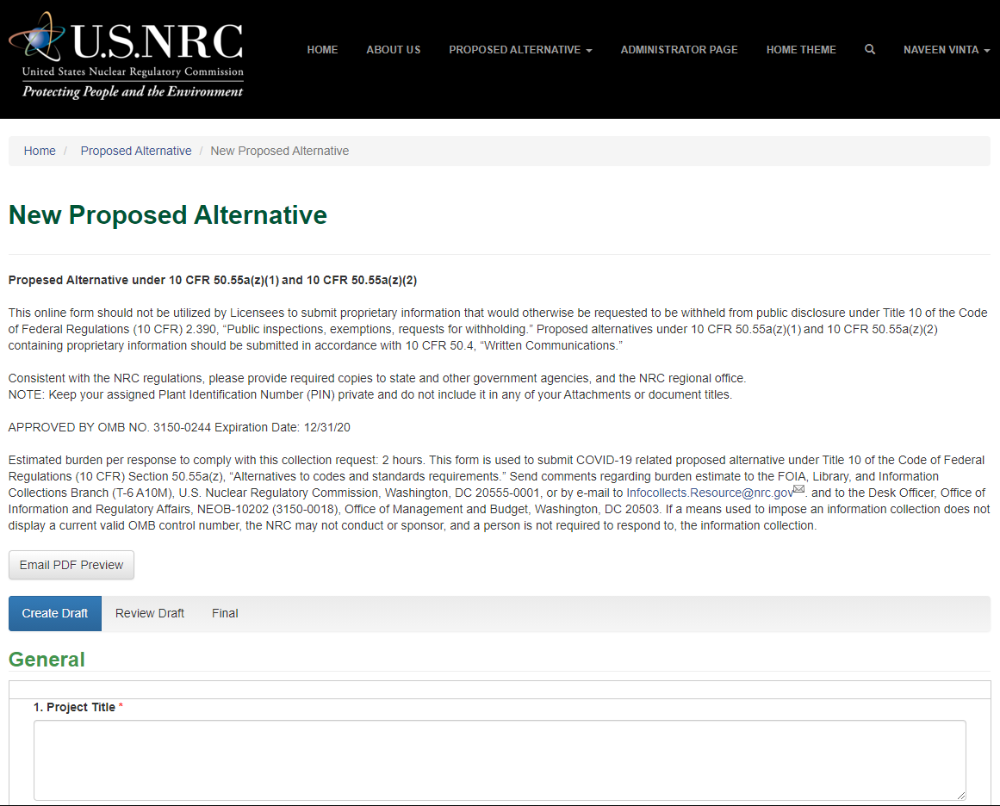 U.S.NRC
United States Nuclear Regulatory Commission
Protecting People and the Environment
HOME ABOUT US PROPOSED ALTERNATIVE ADMINISTRATOR PAGE HOME THEME NAVEEN VINTA
Home / Proposed Alternative / New Proposed Alternative
New Proposed Alternative
Propesed Alternative under 10 CFR 50.55a(z)(1) and 10 CFR 50.55a(z)(2)
This online form should not be utilized by Licensees to submit proprietary information that would otherwise be requested to be withheld from public disclosure under Title 10 of the Code
of Federal Regulations (10 CFR) 2.390, “Public inspections, exemptions, requests for withholding.” Proposed alternatives under 10 CFR 50.55a(z)(1) and 10 CFR 50.55a(z)(2)
containing proprietary information should be submitted in accordance with 10 CFR 50.4, “Written Communications.”
Consistent with the NRC regulations, please provide required copies to state and other government agencies, and the NRC regional office.
NOTE: Keep your assigned Plant Identification Number (PIN) private and do not include it in any of your Attachments or document titles.
APPROVED BY OMB NO. 3150-0244 Expiration Date: 12/31/20
Estimated burden per response to comply with this collection request: 2 hours. This form is used to submit COVID-19 related proposed alternative under Title 10 of the Code of Federal
Regulations (10 CFR) Section 50.55a(z), “Alternatives to codes and standards requirements.” Send comments regarding burden estimate to the FOIA, Library, and Information
Collections Branch (T-6 A10M), U.S. Nuclear Regulatory Commission, Washington, DC 20555-0001, or by e-mail to Infocollects.Resource@nrc.gov. and to the Desk Officer, Office of
Information and Regulatory Affairs, NEOB-10202 (3150-0018), Office of Management and Budget, Washington, DC 20503. If a means used to impose an information collection does not
display a current valid OMB control number, the NRC may not conduct or sponsor, and a person is not required to respond to, the information collection.
Email PDF Preview
Create Draft Review Draft Final
General
1. Project Title *